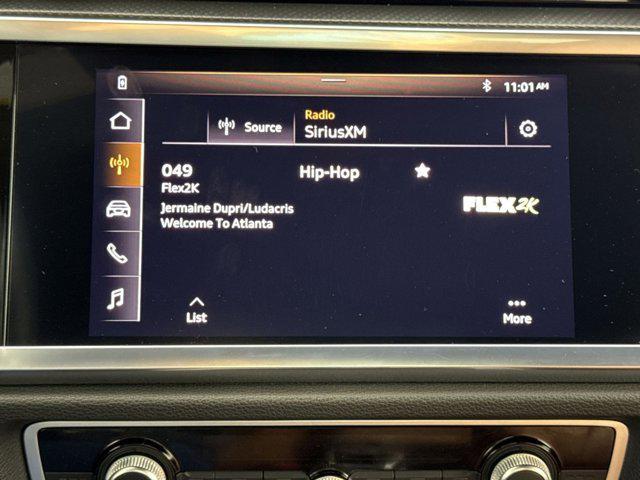 11:01 AM
Source
Radio
SiriusXM
049
Hip-Hop
Flex2K
FLEX2K
Jermaine Dupri/Ludacris
Welcome To Atlanta
List
More